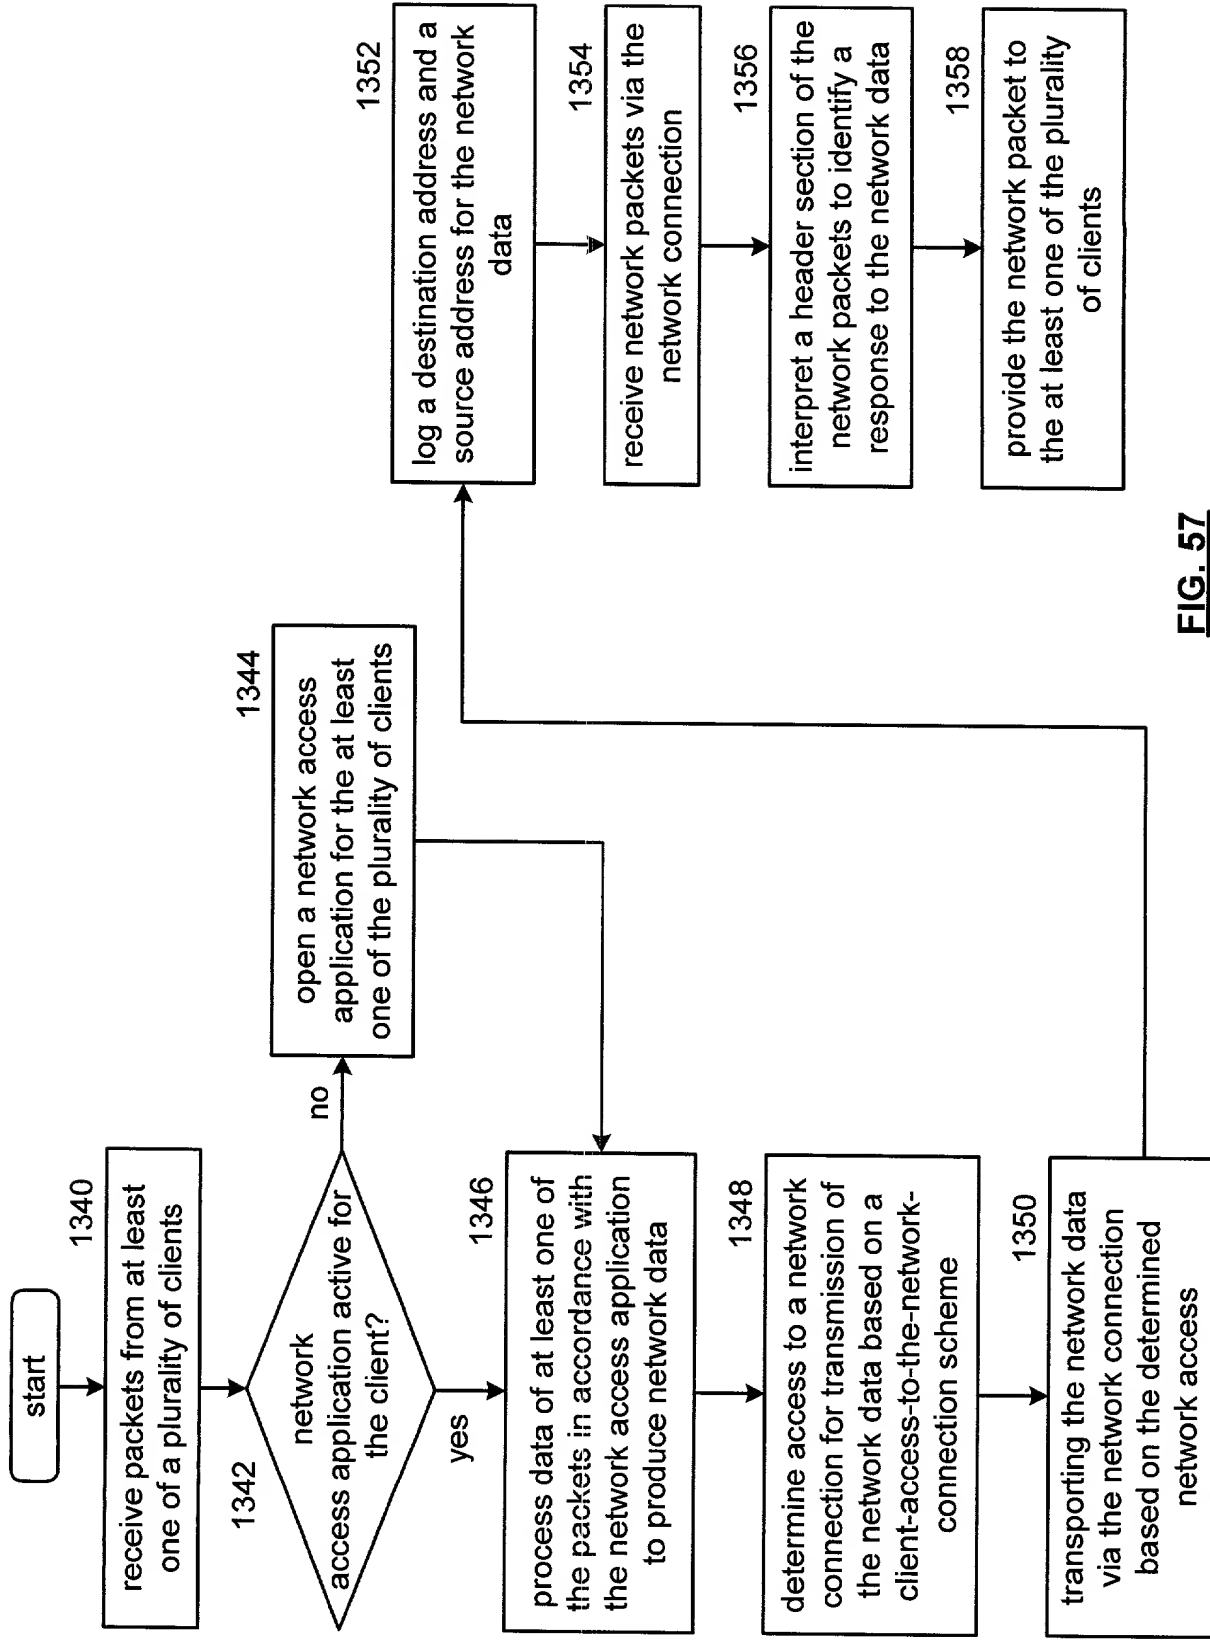 start
1340
receive packets from at least
one of a plurality of clients
1342
network
access application active for
the client?
no
yes
1344
open a network access
application for the at least
one of the plurality of clients
1346
process data of at least one of
the packets in accordance with
the network access application
to produce network data
1348
determine access to a network
connection for transmission of
the network data based on a
client-access-to-the-network-
connection scheme
1350
transporting the network data
via the network connection
based on the determined
network access
1352
log a destination address and a
source address for the network
data
1354
receive network packets via the
network connection
1356
interpret a header section of the
network packets to identify a
response to the network data
1358
provide the network packet to
the at least one of the plurality
of clients
FIG. 57